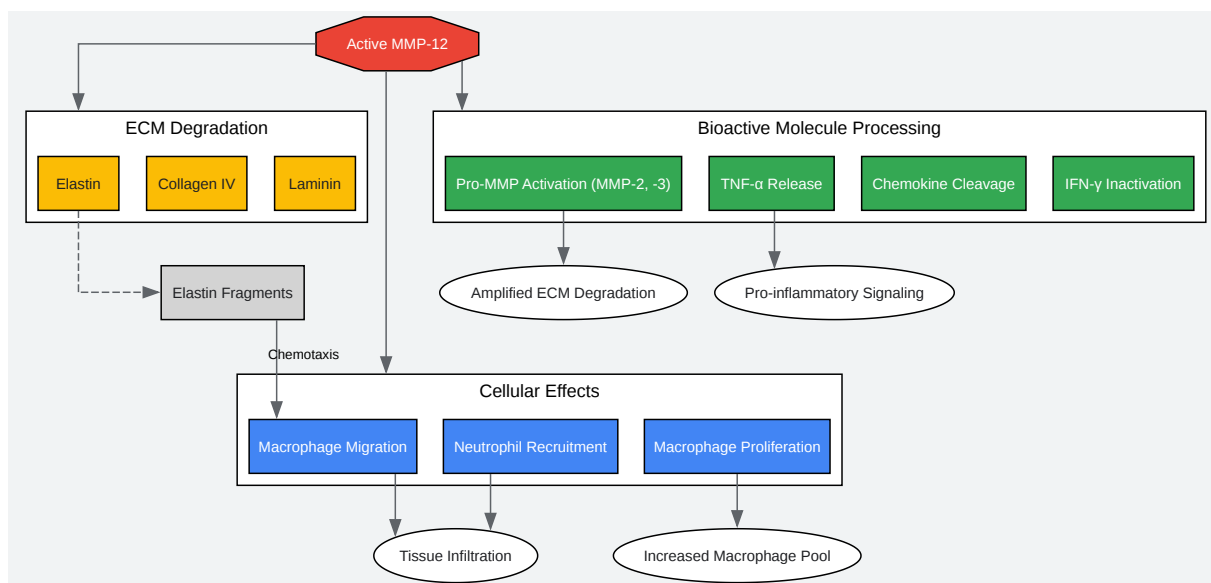 Active MMP-12
ECM Degradation
Elastin
Collagen IV
Laminin
Bioactive Molecule Processing
Pro-MMP Activation (MMP-2, -3)
TNF-α Release
Chemokine Cleavage
IFN-γ Inactivation
Elastin Fragments
Amplified ECM Degradation
Pro-inflammatory Signaling
Chemotaxis
Cellular Effects
Macrophage Migration
Neutrophil Recruitment
Macrophage Proliferation
Tissue Infiltration
Increased Macrophage Pool